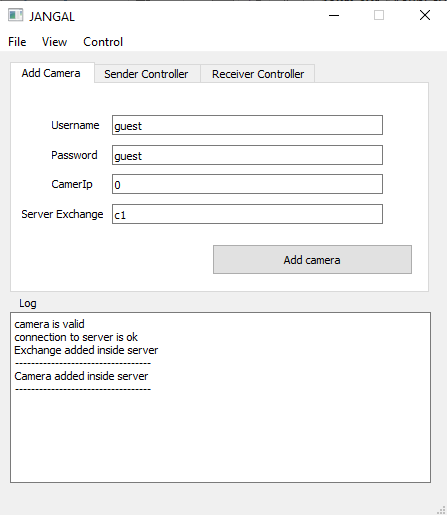 JANGAL
File View Control
Add Camera Sender Controller Receiver Controller
Username guest
Password guest
CamerIp 0
Server Exchange c1
Add camera
Log
camera is valid
connection to server is ok
Exchange added inside server
----------------------------------
Camera added inside server
----------------------------------